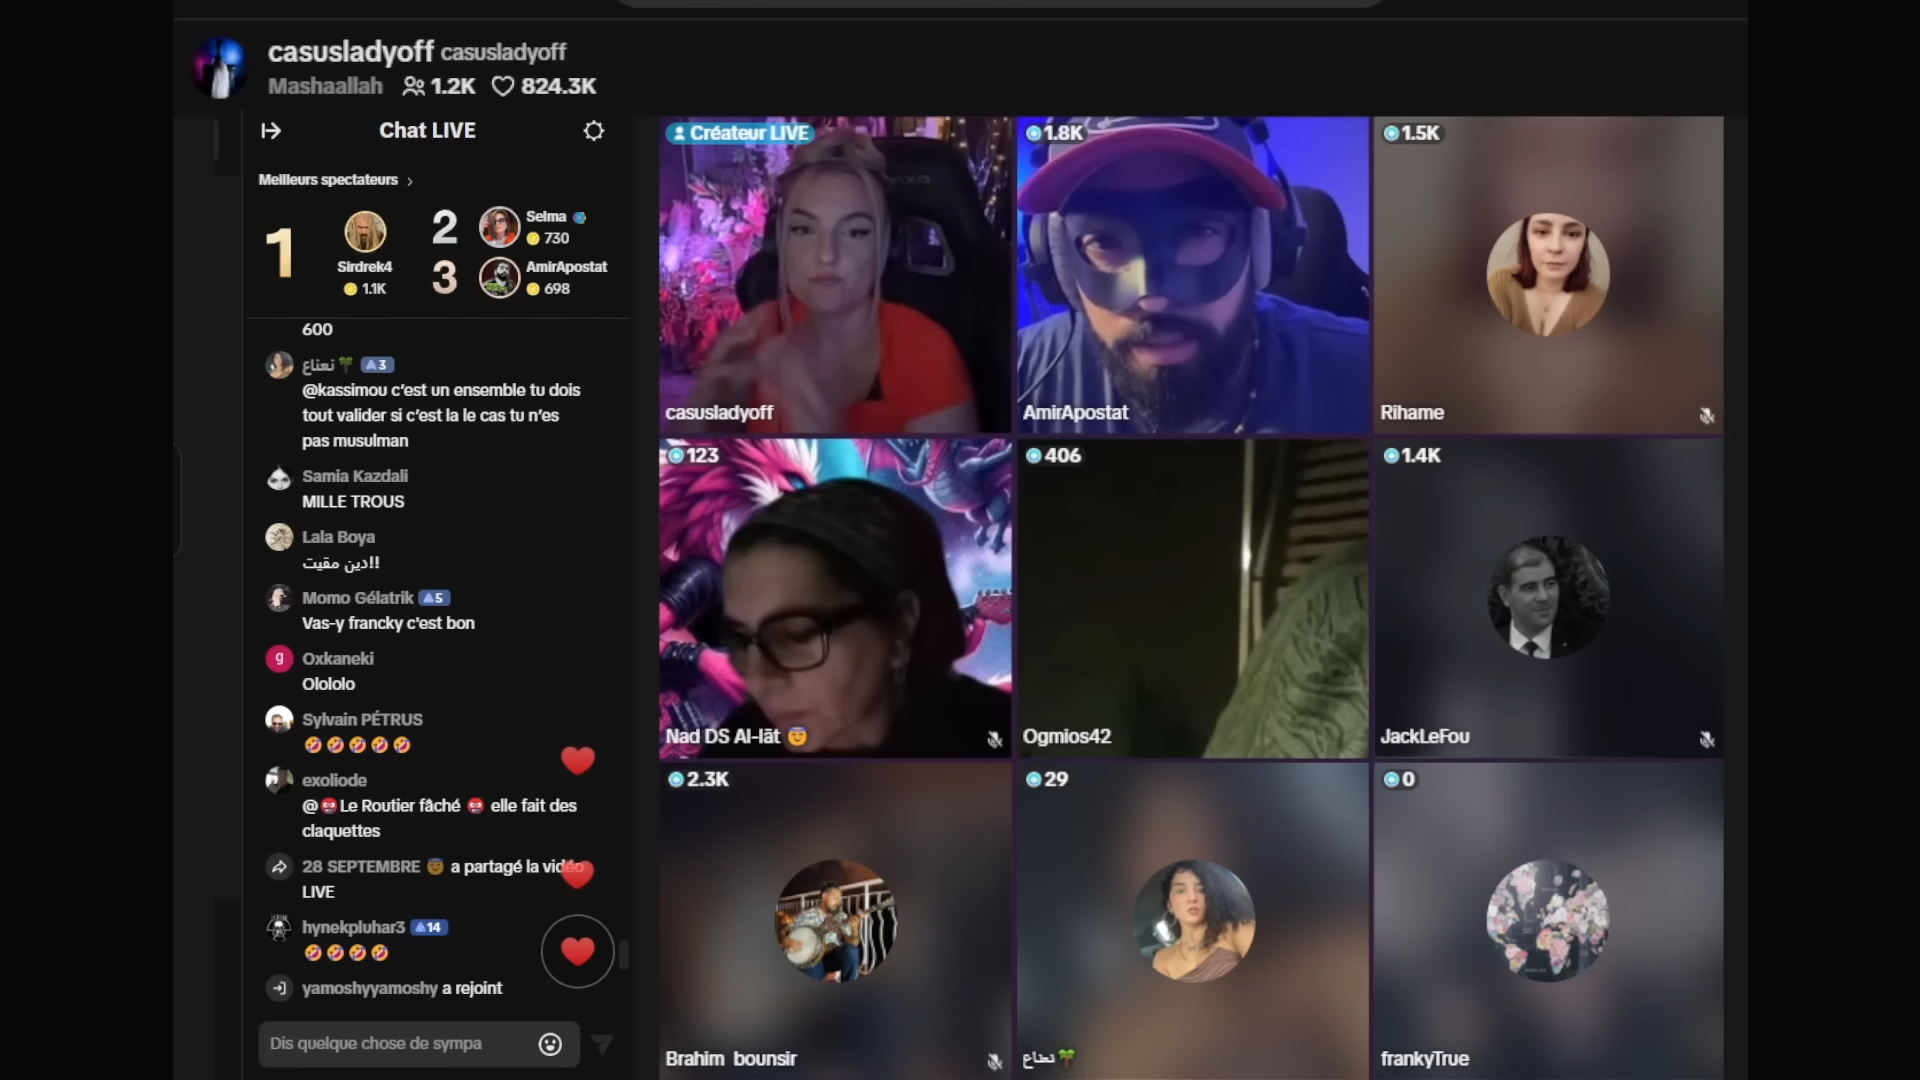 casusladyoff casusladyoff
Mashaallah 1.2K 824.3K
Chat LIVE
Meilleurs spectateurs
1
Sirdrek4
1.1K
2
Selma
730
3
AmirApostat
698
600
نعناع🌴 3
@kassimou c'est un ensemble tu dois
tout valider si c'est la le cas tu n'es
pas musulman
Samia Kazdali
MILLE TROUS
Lala Boya
دين مقيت!!
Momo Gélatrik 5
Vas-y francky c'est bon
g
Oxkaneki
Olololo
Sylvain PÉTRUS
🤣🤣🤣🤣🤣
exoliode
@👹Le Routier fâché 👹 elle fait des
claquettes
28 SEPTEMBRE 😇 a partagé la vidéo
LIVE
hynekpluhar3 14
🤣🤣🤣🤣
yamoshyyamoshy a rejoint
Dis quelque chose de sympa
Créateur LIVE
casusladyoff
1.8K
AmirApostat
1.5K
Rihame
123
Nad DS Al-lāt 😇
406
Ogmios42
1.4K
JackLeFou
2.3K
Brahim bounsir
29
نعناع🌴
0
frankyTrue